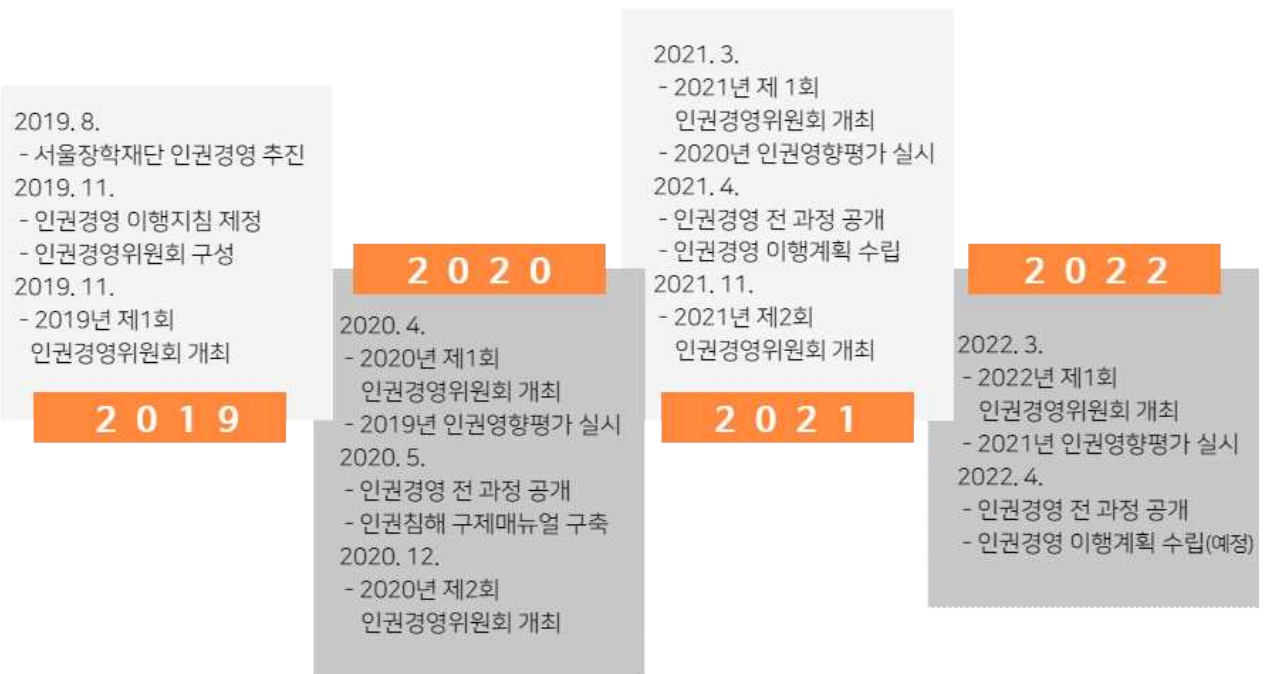 2019. 8.
- 서울장학재단 인권경영 추진
2019. 11.
- 인권경영 이행지침 제정
- 인권경영위원회 구성
2019. 11.
- 2019년 제1회
인권경영위원회 개최
2 0 1 9
2 0 2 0
2020. 4.
- 2020년 제1회
인권경영위원회 개최
- 2019년 인권영향평가 실시
2020. 5.
- 인권경영 전 과정 공개
- 인권침해 구제매뉴얼 구축
2020. 12.
- 2020년 제2회
인권경영위원회 개최
2021. 3.
- 2021년 제 1회
인권경영위원회 개최
- 2020년 인권영향평가 실시
2021. 4.
- 인권경영 전 과정 공개
- 인권경영 이행계획 수립
2021. 11.
- 2021년 제2회
인권경영위원회 개최
2 0 2 1
2 0 2 2
2022. 3.
- 2022년 제1회
인권경영위원회 개최
- 2021년 인권영향평가 실시
2022. 4.
- 인권경영 전 과정 공개
- 인권경영 이행계획 수립(예정)